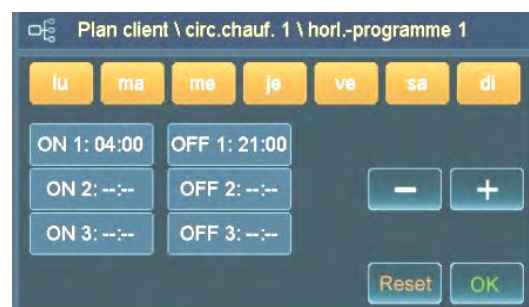 Plan client \ circ.chauf. 1 \ horl.-programme 1
lu ma me je ve sa di
ON 1: 04:00 OFF 1: 21:00
ON 2: --:-- OFF 2: --:-- − +
ON 3: --:-- OFF 3: --:--
Reset OK